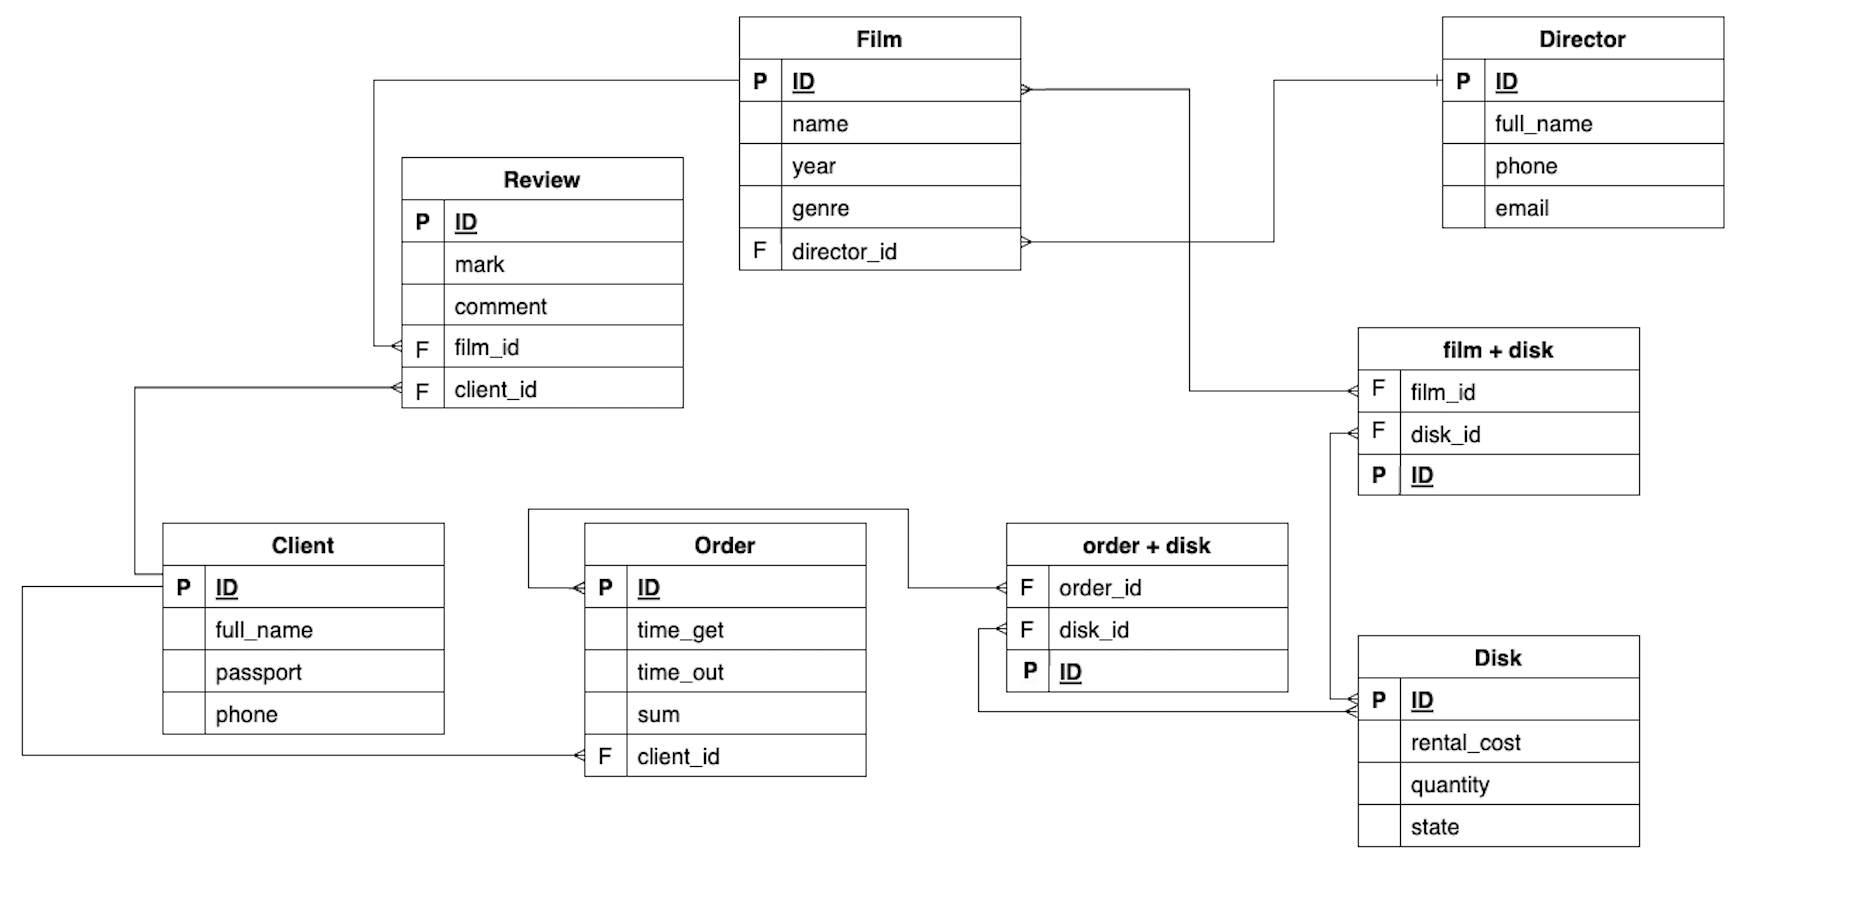 Film
P ID
name
year
genre
F director_id
Director
P ID
full_name
phone
email
Review
P ID
mark
comment
F film_id
F client_id
film + disk
F film_id
F disk_id
P ID
Client
P ID
full_name
passport
phone
Order
P ID
time_get
time_out
sum
F client_id
order + disk
F order_id
F disk_id
P ID
Disk
P ID
rental_cost
quantity
state